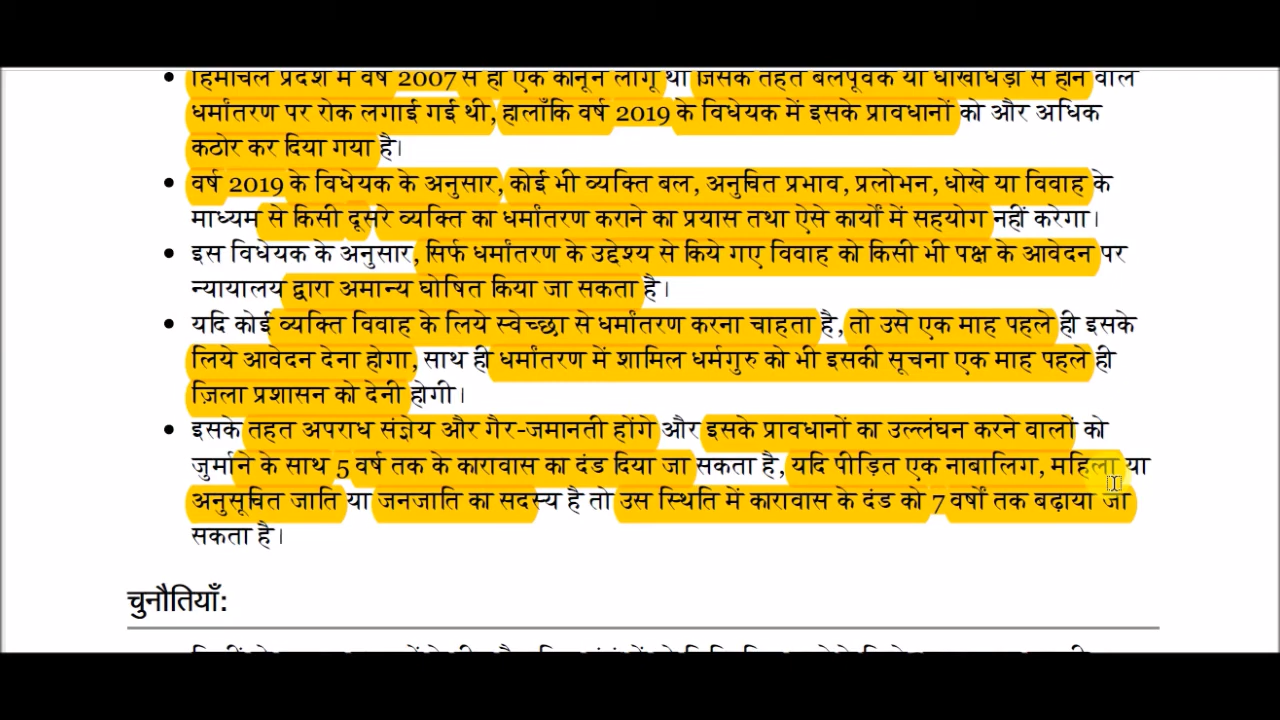 हिमाचल प्रदेश में वर्ष 2007 से ही एक कानून लागू था जिसके तहत बलपूर्वक या धोखाधड़ी से होने वाले
धर्मांतरण पर रोक लगाई गई थी, हालाँकि वर्ष 2019 के विधेयक में इसके प्रावधानों को और अधिक
कठोर कर दिया गया है।
वर्ष 2019 के विधेयक के अनुसार, कोई भी व्यक्ति बल, अनुचित प्रभाव, प्रलोभन, धोखे या विवाह के
माध्यम से किसी दूसरे व्यक्ति का धर्मांतरण कराने का प्रयास तथा ऐसे कार्यों में सहयोग नहीं करेगा।
इस विधेयक के अनुसार, सिर्फ धर्मांतरण के उद्देश्य से किये गए विवाह को किसी भी पक्ष के आवेदन पर
न्यायालय द्वारा अमान्य घोषित किया जा सकता है।
यदि कोई व्यक्ति विवाह के लिये स्वेच्छा से धर्मांतरण करना चाहता है, तो उसे एक माह पहले ही इसके
लिये आवेदन देना होगा, साथ ही धर्मांतरण में शामिल धर्मगुरु को भी इसकी सूचना एक माह पहले ही
ज़िला प्रशासन को देनी होगी।
इसके तहत अपराध संज्ञेय और गैर-जमानती होंगे और इसके प्रावधानों का उल्लंघन करने वालों को
जुर्माने के साथ 5 वर्ष तक के कारावास का दंड दिया जा सकता है, यदि पीड़ित एक नाबालिग, महिला या
अनुसूचित जाति या जनजाति का सदस्य है तो उस स्थिति में कारावास के दंड को 7 वर्षों तक बढ़ाया जा
सकता है।
चुनौतियाँ: